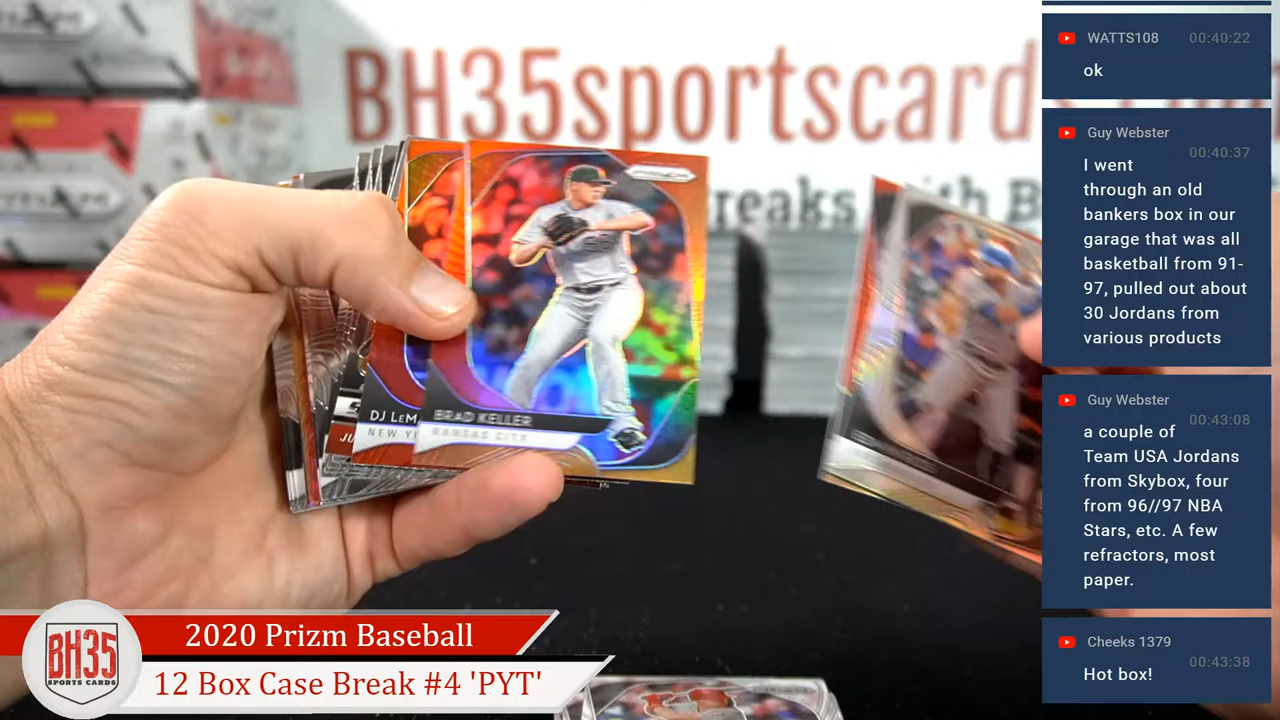 BH35sportscard
reaks with B
PRIZM
BRAD KELLER
KANSAS CITY
DJ LeM
NEW Y
JU
BH35
SPORTS CARDS
2020 Prizm Baseball
12 Box Case Break #4 'PYT'
WATTS108 00:40:22
ok
Guy Webster
00:40:37
I went
through an old
bankers box in our
garage that was all
basketball from 91-
97, pulled out about
30 Jordans from
various products
Guy Webster
00:43:08
a couple of
Team USA Jordans
from Skybox, four
from 96//97 NBA
Stars, etc. A few
refractors, most
paper.
Cheeks 1379
00:43:38
Hot box!